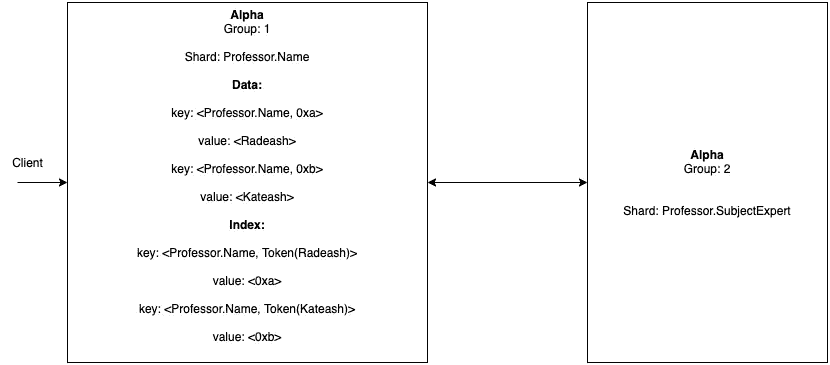 Client
Alpha
Group: 1
Shard: Professor.Name
Data:
key: <Professor.Name, 0xa>
value: <Radeash>
key: <Professor.Name, 0xb>
value: <Kateash>
Index:
key: <Professor.Name, Token(Radeash)>
value: <0xa>
key: <Professor.Name, Token(Kateash)>
value: <0xb>
Alpha
Group: 2
Shard: Professor.SubjectExpert